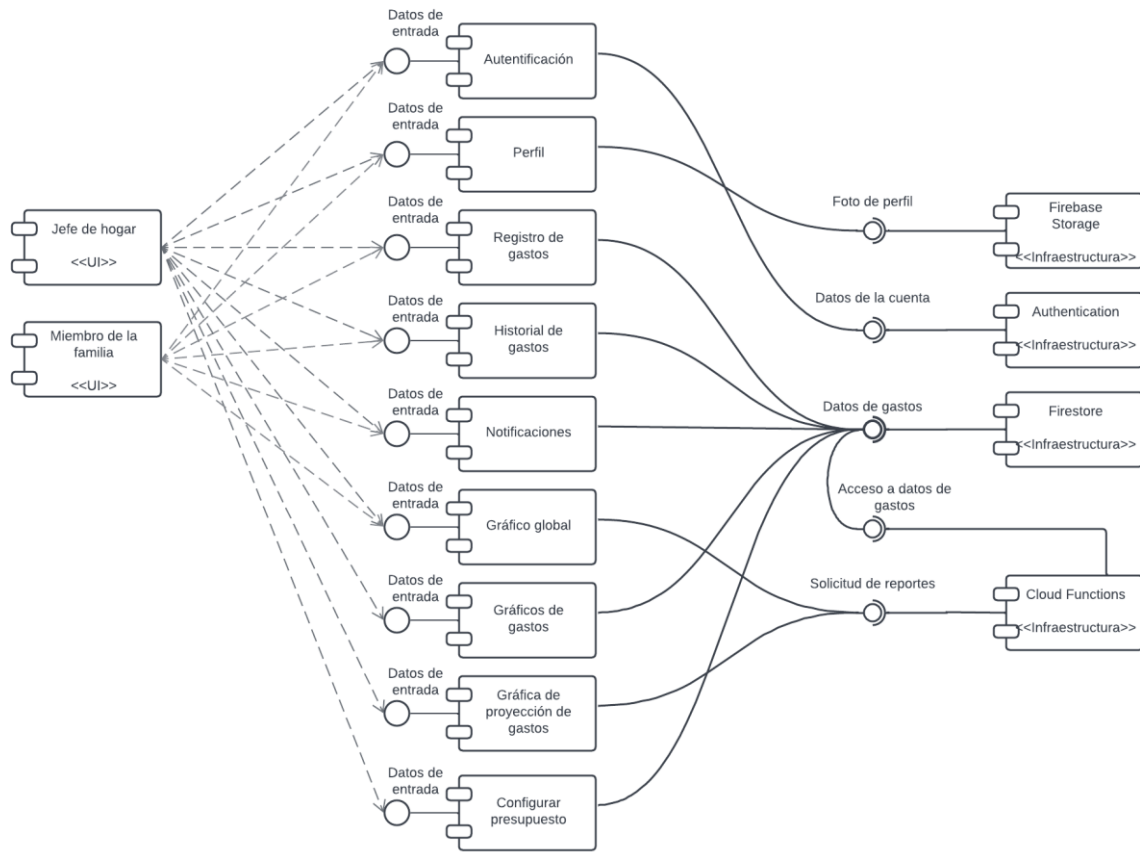 Datos de
entrada
Autentificación
Datos de
entrada
Perfil
Datos de
entrada
Registro de
gastos
Datos de
entrada
Historial de
gastos
Datos de
entrada
Notificaciones
Datos de
entrada
Gráfico global
Datos de
entrada
Gráficos de
gastos
Datos de
entrada
Gráfica de
proyección de
gastos
Datos de
entrada
Configurar
presupuesto
Jefe de hogar
<<UI>>
Miembro de la
familia
<<UI>>
Foto de perfil
Firebase
Storage
<<Infraestructura>>
Datos de la cuenta
Authentication
<<Infraestructura>>
Datos de gastos
Firestore
<<Infraestructura>>
Acceso a datos de
gastos
Solicitud de reportes
Cloud Functions
<<Infraestructura>>